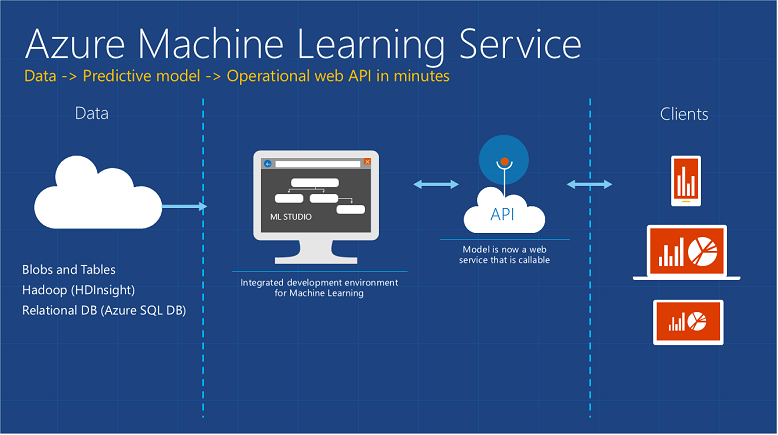 Azure Machine Learning Service
Data -> Predictive model -> Operational web API in minutes
Data
Clients
ML STUDIO
API
Model is now a web
service that is callable
Integrated development environment
for Machine Learning
Blobs and Tables
Hadoop (HDInsight)
Relational DB (Azure SQL DB)